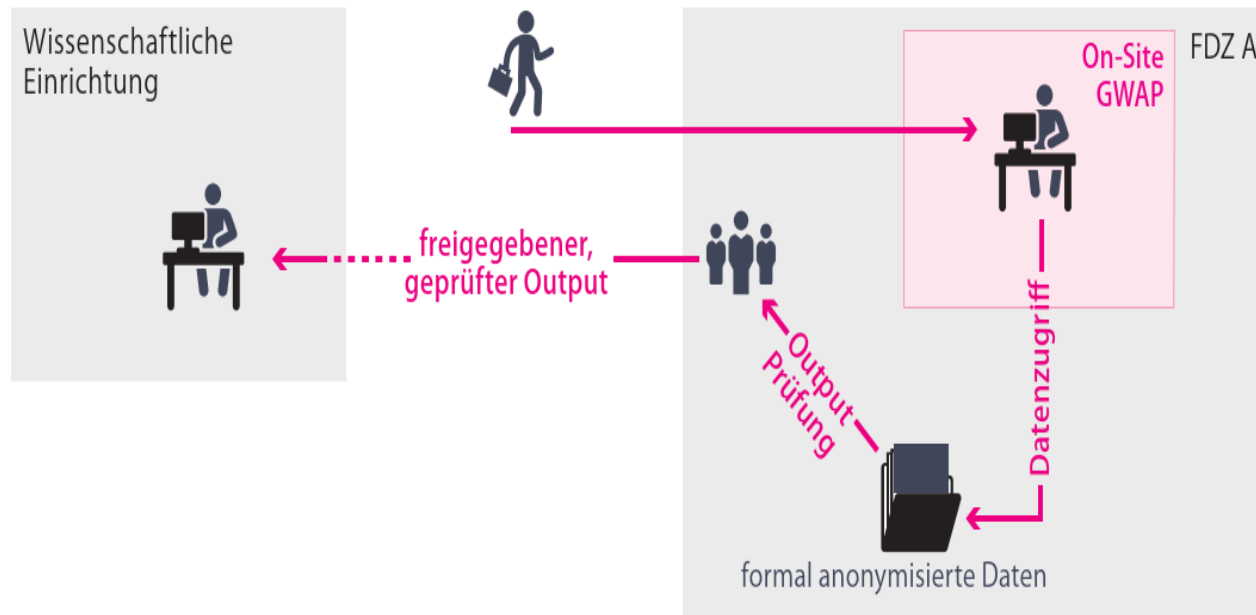 Wissenschaftliche
Einrichtung
On-Site
GWAP
FDZ A
freigegebener,
geprüfter Output
Output
Prüfung
Datenzugriff
formal anonymisierte Daten